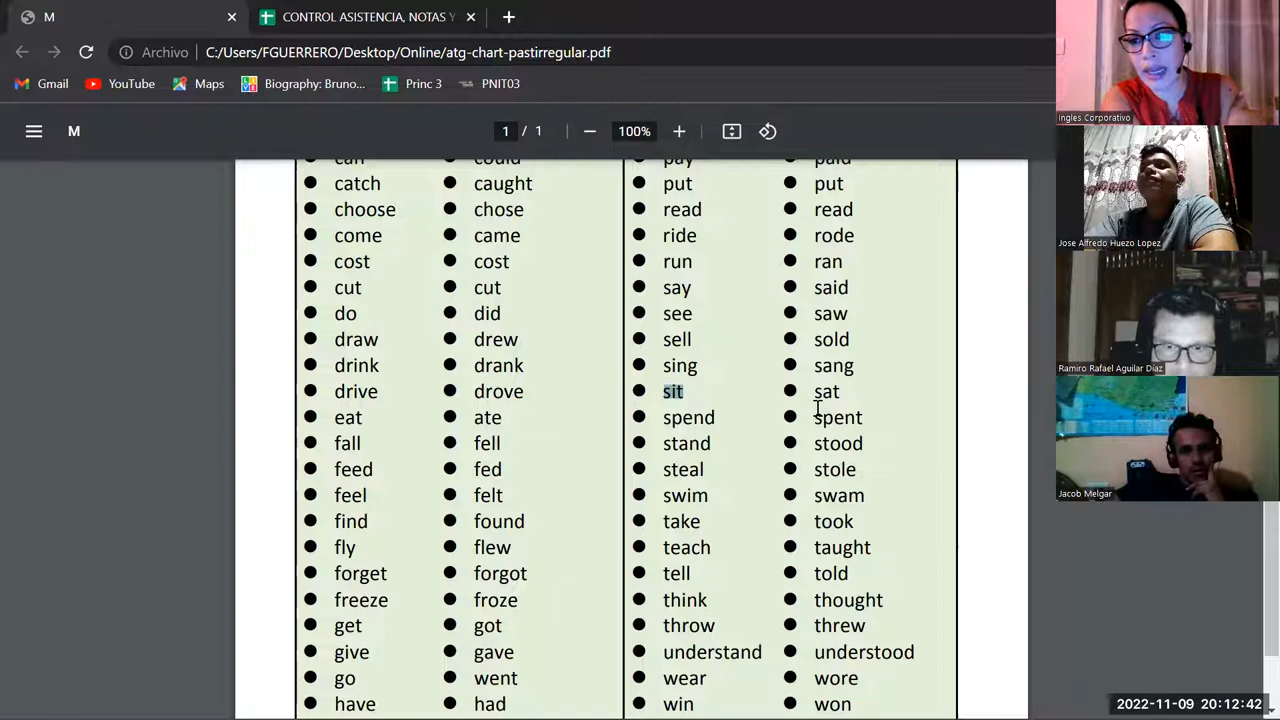 M
CONTROL ASISTENCIA, NOTAS Y
Archivo C:/Users/FGUERRERO/Desktop/Online/ato-chart-pastirregular.pdf
Gmail YouTube Maps Biography: Bruno... Princ 3 PNIT03
M 1 / 1 100%
can could pay paid
catch caught put put
choose chose read read
come came ride rode
cost cost run ran
cut cut say said
do did see saw
draw drew sell sold
drink drank sing sang
drive drove sit sat
eat ate spend spent
fall fell stand stood
feed fed steal stole
feel felt swim swam
find found take took
fly flew teach taught
forget forgot tell told
freeze froze think thought
get got throw threw
give gave understand understood
go went wear wore
have had win won
Ingles Corporativo
Jose Alfredo Huezo Lopez
Ramiro Rafael Aguilar Diaz
Jacob Melgar
2022-11-09 20:12:42